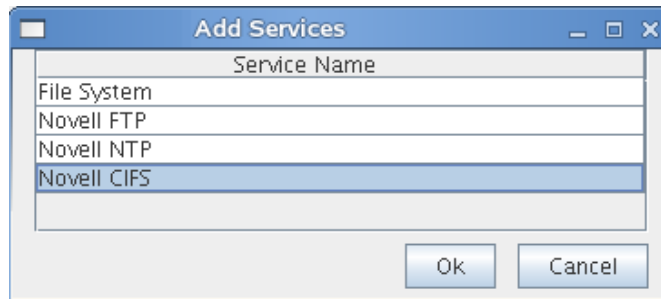 Add Services
Service Name
File System
Novell FTP
Novell NTP
Novell CIFS
Ok Cancel